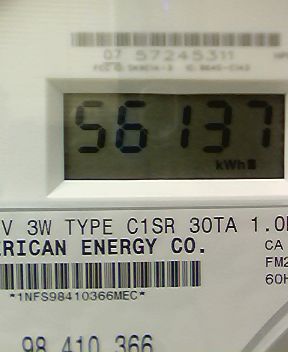 07 57245311
56137
kWh
V 3W TYPE C1SR 30TA 1.0
ERICAN ENERGY CO.
CA
FM2
60H
*1NFS98410366MEC*
98 410 366